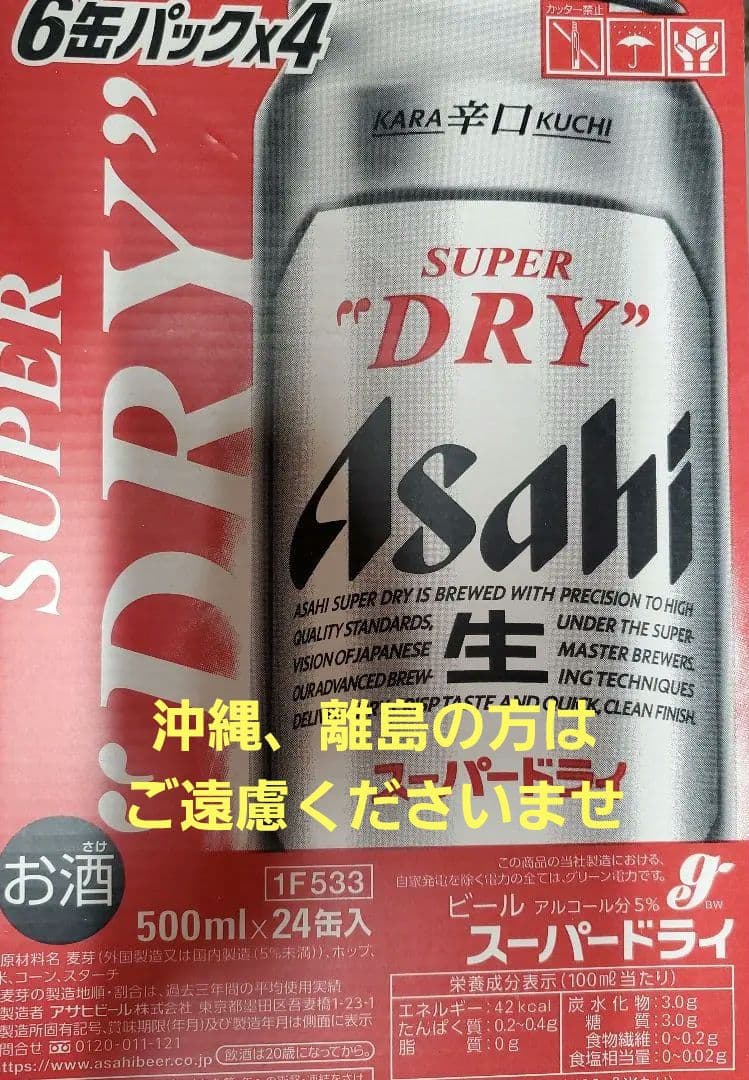 6缶パックx4
カッター禁止
SUPER
"DRY"
KARA 辛口 KUCHI
SUPER
"DRY"
Asahi
ASAHI SUPER DRY IS BREWED WITH PRECISION TO HIGH
QUALITY STANDARDS, UNDER THE SUPER-
VISION OF JAPANESE MASTER BREWERS.
OUR ADVANCED BREW- ING TECHNIQUES
生
TASTE AND QUICK, CLEAN FINISH.
沖縄、離島の方は
ご遠慮くださいませ
スーパードライ
さけ
お酒
1F533
500ml×24缶入
この商品の当社製造における、
自家発電を除く電力の全ては、グリーン電力です。
g
BW
ビール アルコール分5%
スーパードライ
原材料名 麦芽(外国製造又は国内製造(5%未満))、ホップ、
米、コーン、スターチ
麦芽の製造地順・割合は、過去三年間の平均使用実績
製造者 アサヒビール株式会社 東京都墨田区吾妻橋1-23-1
製造所固有記号、賞味期限(年月)及び製造年月は側面に表示
問合せ 0120-011-121
https://www.asahibeer.co.jp 飲酒は20歳になってから。
栄養成分表示(100ml当たり)
エネルギー:42kcal
たんぱく質:0.2~0.4g
脂質:0g
炭水化物:3.0g
糖質:3.0g
食物繊維:0~0.2g
食塩相当量:0~0.02g